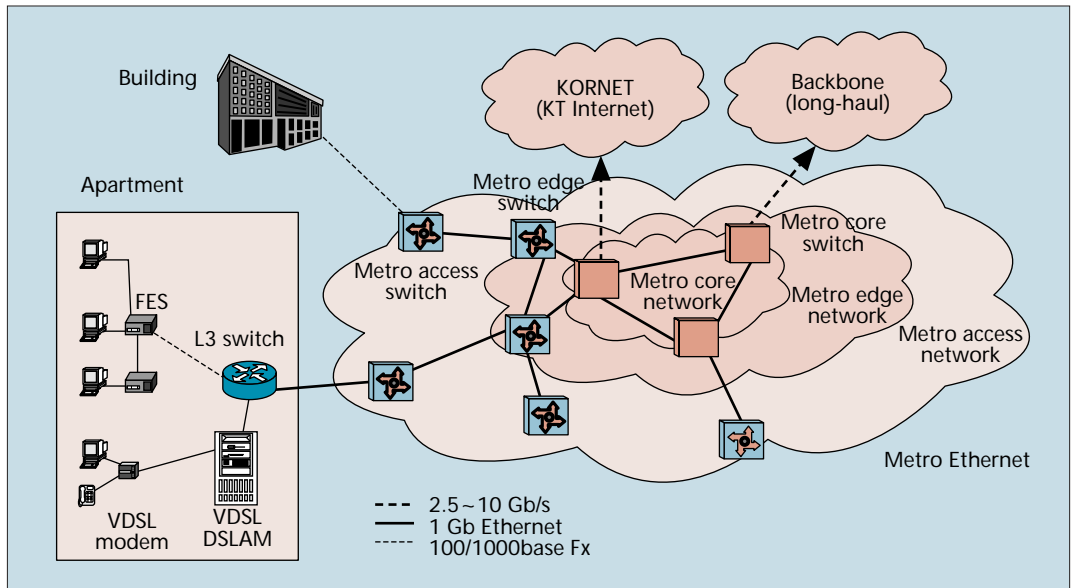 Building
KORNET
(KT Internet)
Backbone
(long-haul)
Apartment
Metro edge
switch
Metro core
switch
Metro access
switch
Metro core
network
Metro edge
network
Metro access
network
FES
L3 switch
Metro Ethernet
VDSL
modem
VDSL
DSLAM
2.5~10 Gb/s
1 Gb Ethernet
100/1000base Fx